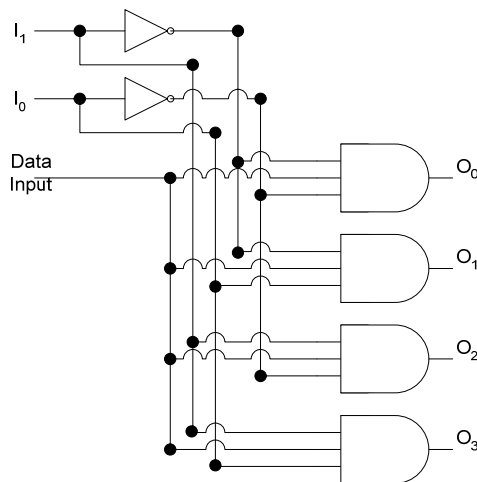 I₁
I₀
Data
Input
O₀
O₁
O₂
O₃